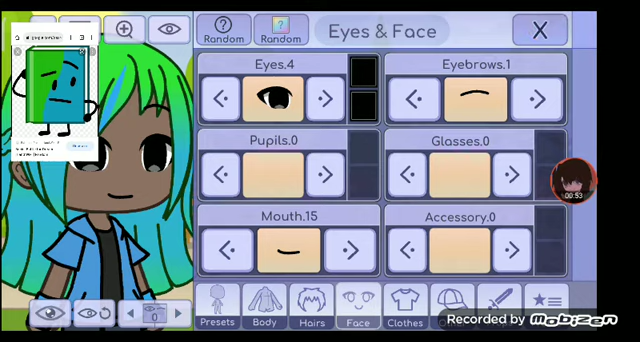 ? Random
? Random
Eyes & Face
X
Eyes.4
Eyebrows.1
Pupils.0
Glasses.0
00:53
Mouth.15
Accessory.0
0
Presets
Body
Hairs
Face
Clothes
Recorded by MOBIZEN